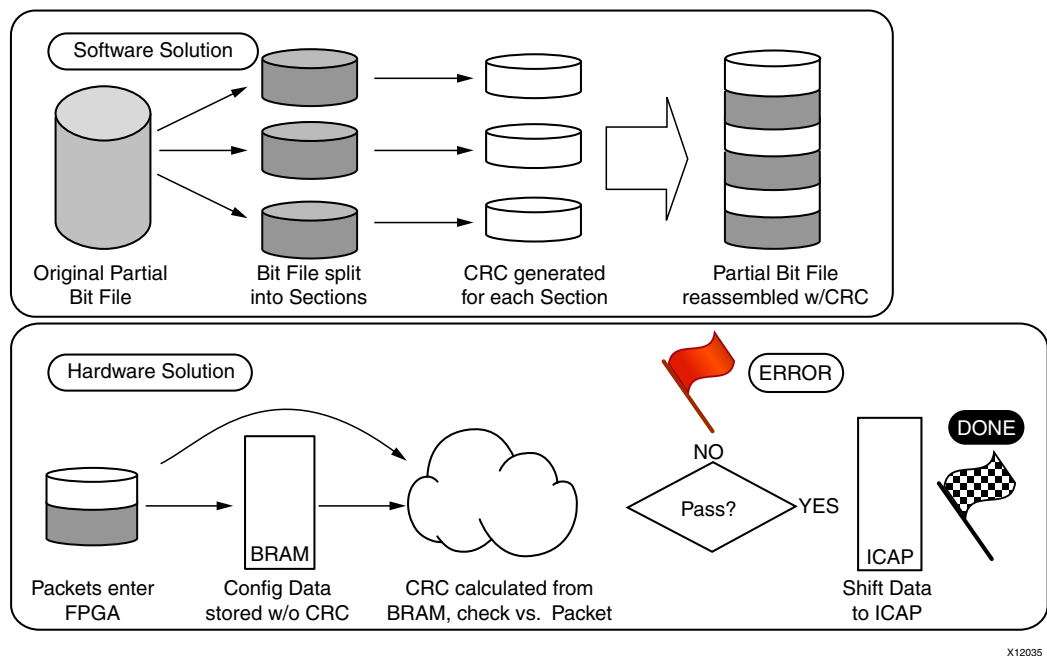 Software Solution
Original Partial
Bit File
Bit File split
into Sections
CRC generated
for each Section
Partial Bit File
reassembled w/CRC
Hardware Solution
ERROR
DONE
NO
Pass?
YES
BRAM
ICAP
Packets enter
FPGA
Config Data
stored w/o CRC
CRC calculated from
BRAM, check vs. Packet
Shift Data
to ICAP
X12035